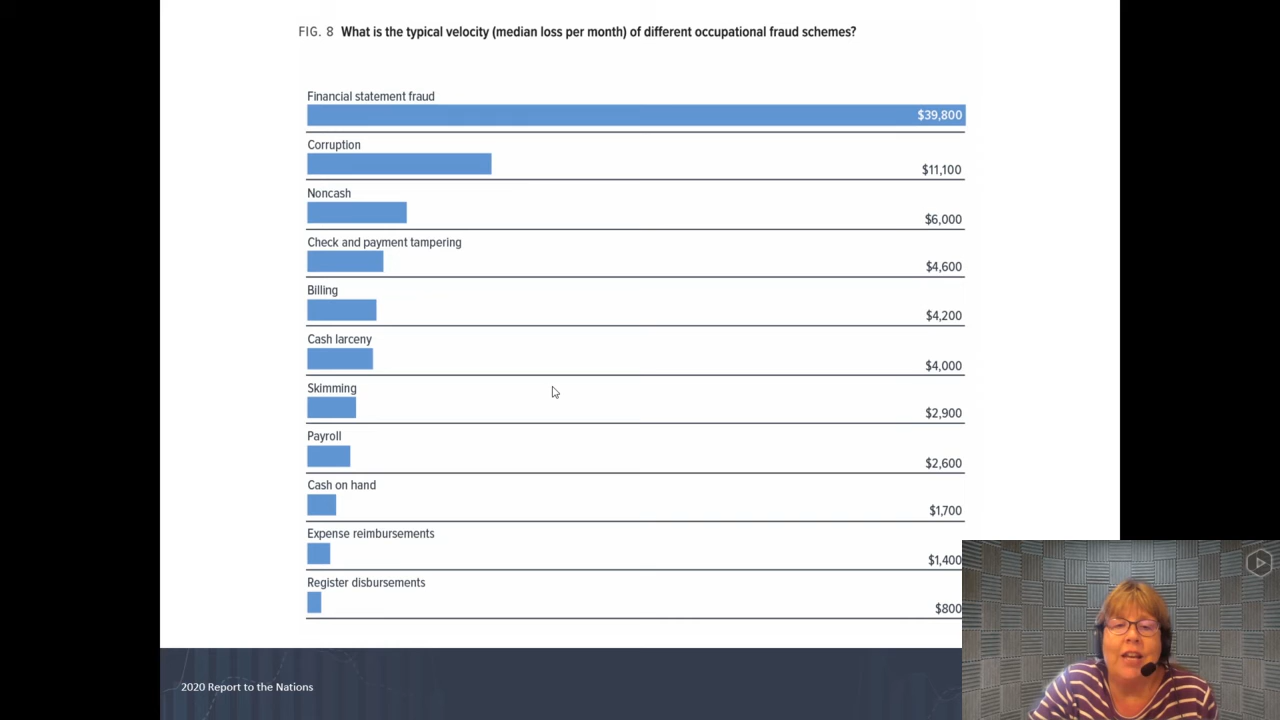 FIG. 8 What is the typical velocity (median loss per month) of different occupational fraud schemes?
Financial statement fraud
$39,800
Corruption
$11,100
Noncash
$6,000
Check and payment tampering
$4,600
Billing
$4,200
Cash larceny
$4,000
Skimming
$2,900
Payroll
$2,600
Cash on hand
$1,700
Expense reimbursements
$1,400
Register disbursements
$800
2020 Report to the Nations